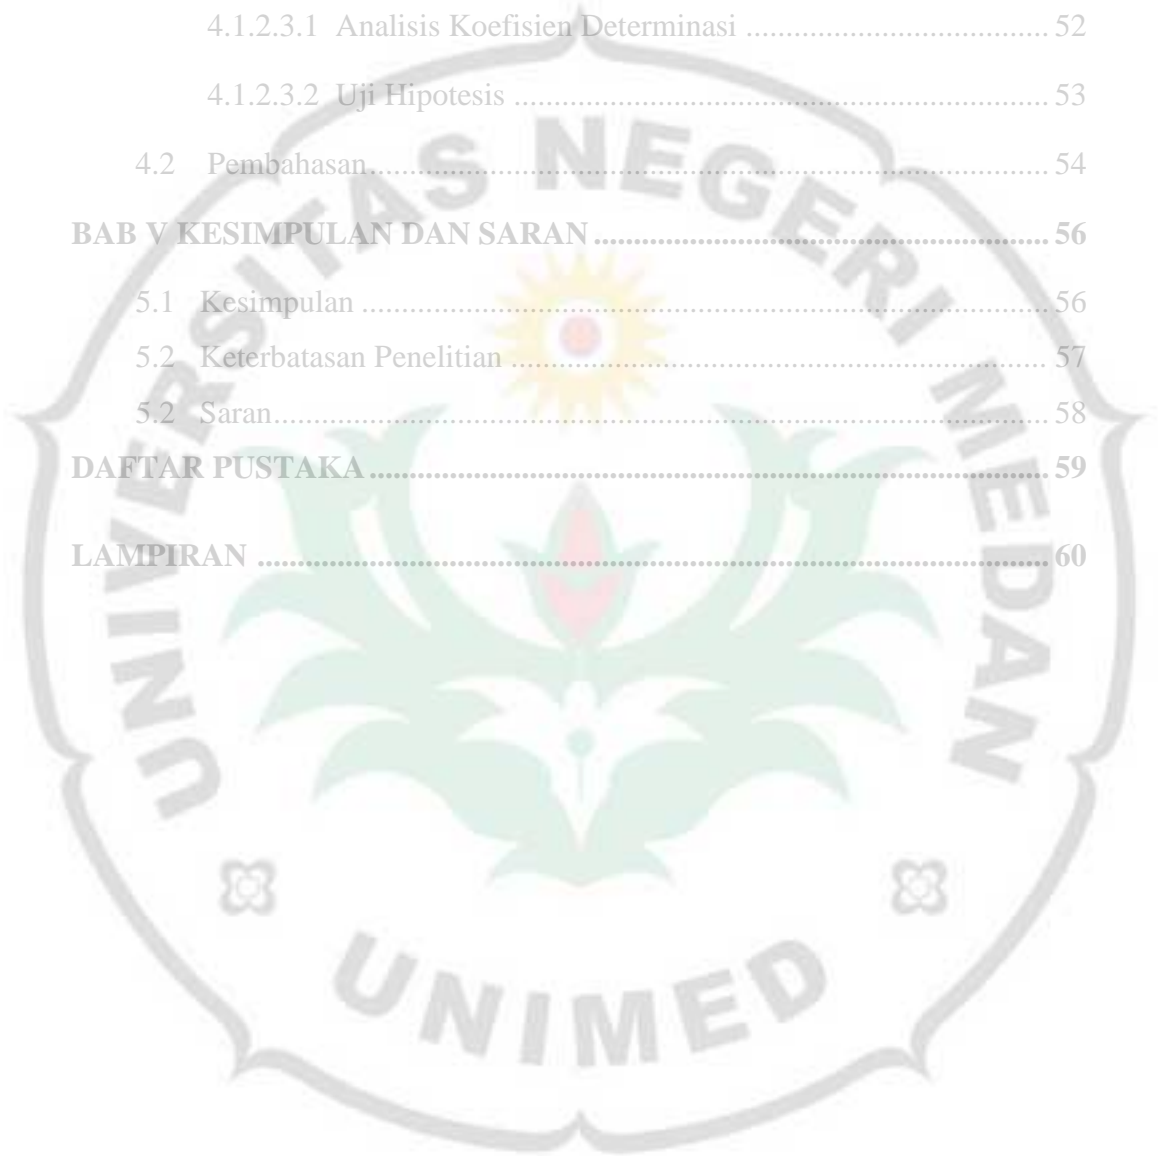 4.1.2.3.1 Analisis Koefisien Determinasi ................................. 52
4.1.2.3.2 Uji Hipotesis .......................................................... 53
4.2 Pembahasan.......................................................................... 54
BAB V KESIMPULAN DAN SARAN .................................................. 56
5.1 Kesimpulan ........................................................................... 56
5.2 Keterbatasan Penelitian ........................................................... 57
5.2 Saran..................................................................................... 58
DAFTAR PUSTAKA .......................................................................... 59
LAMPIRAN ...................................................................................... 60
UNIVERSITAS NEGERI MEDAN
UNIMED